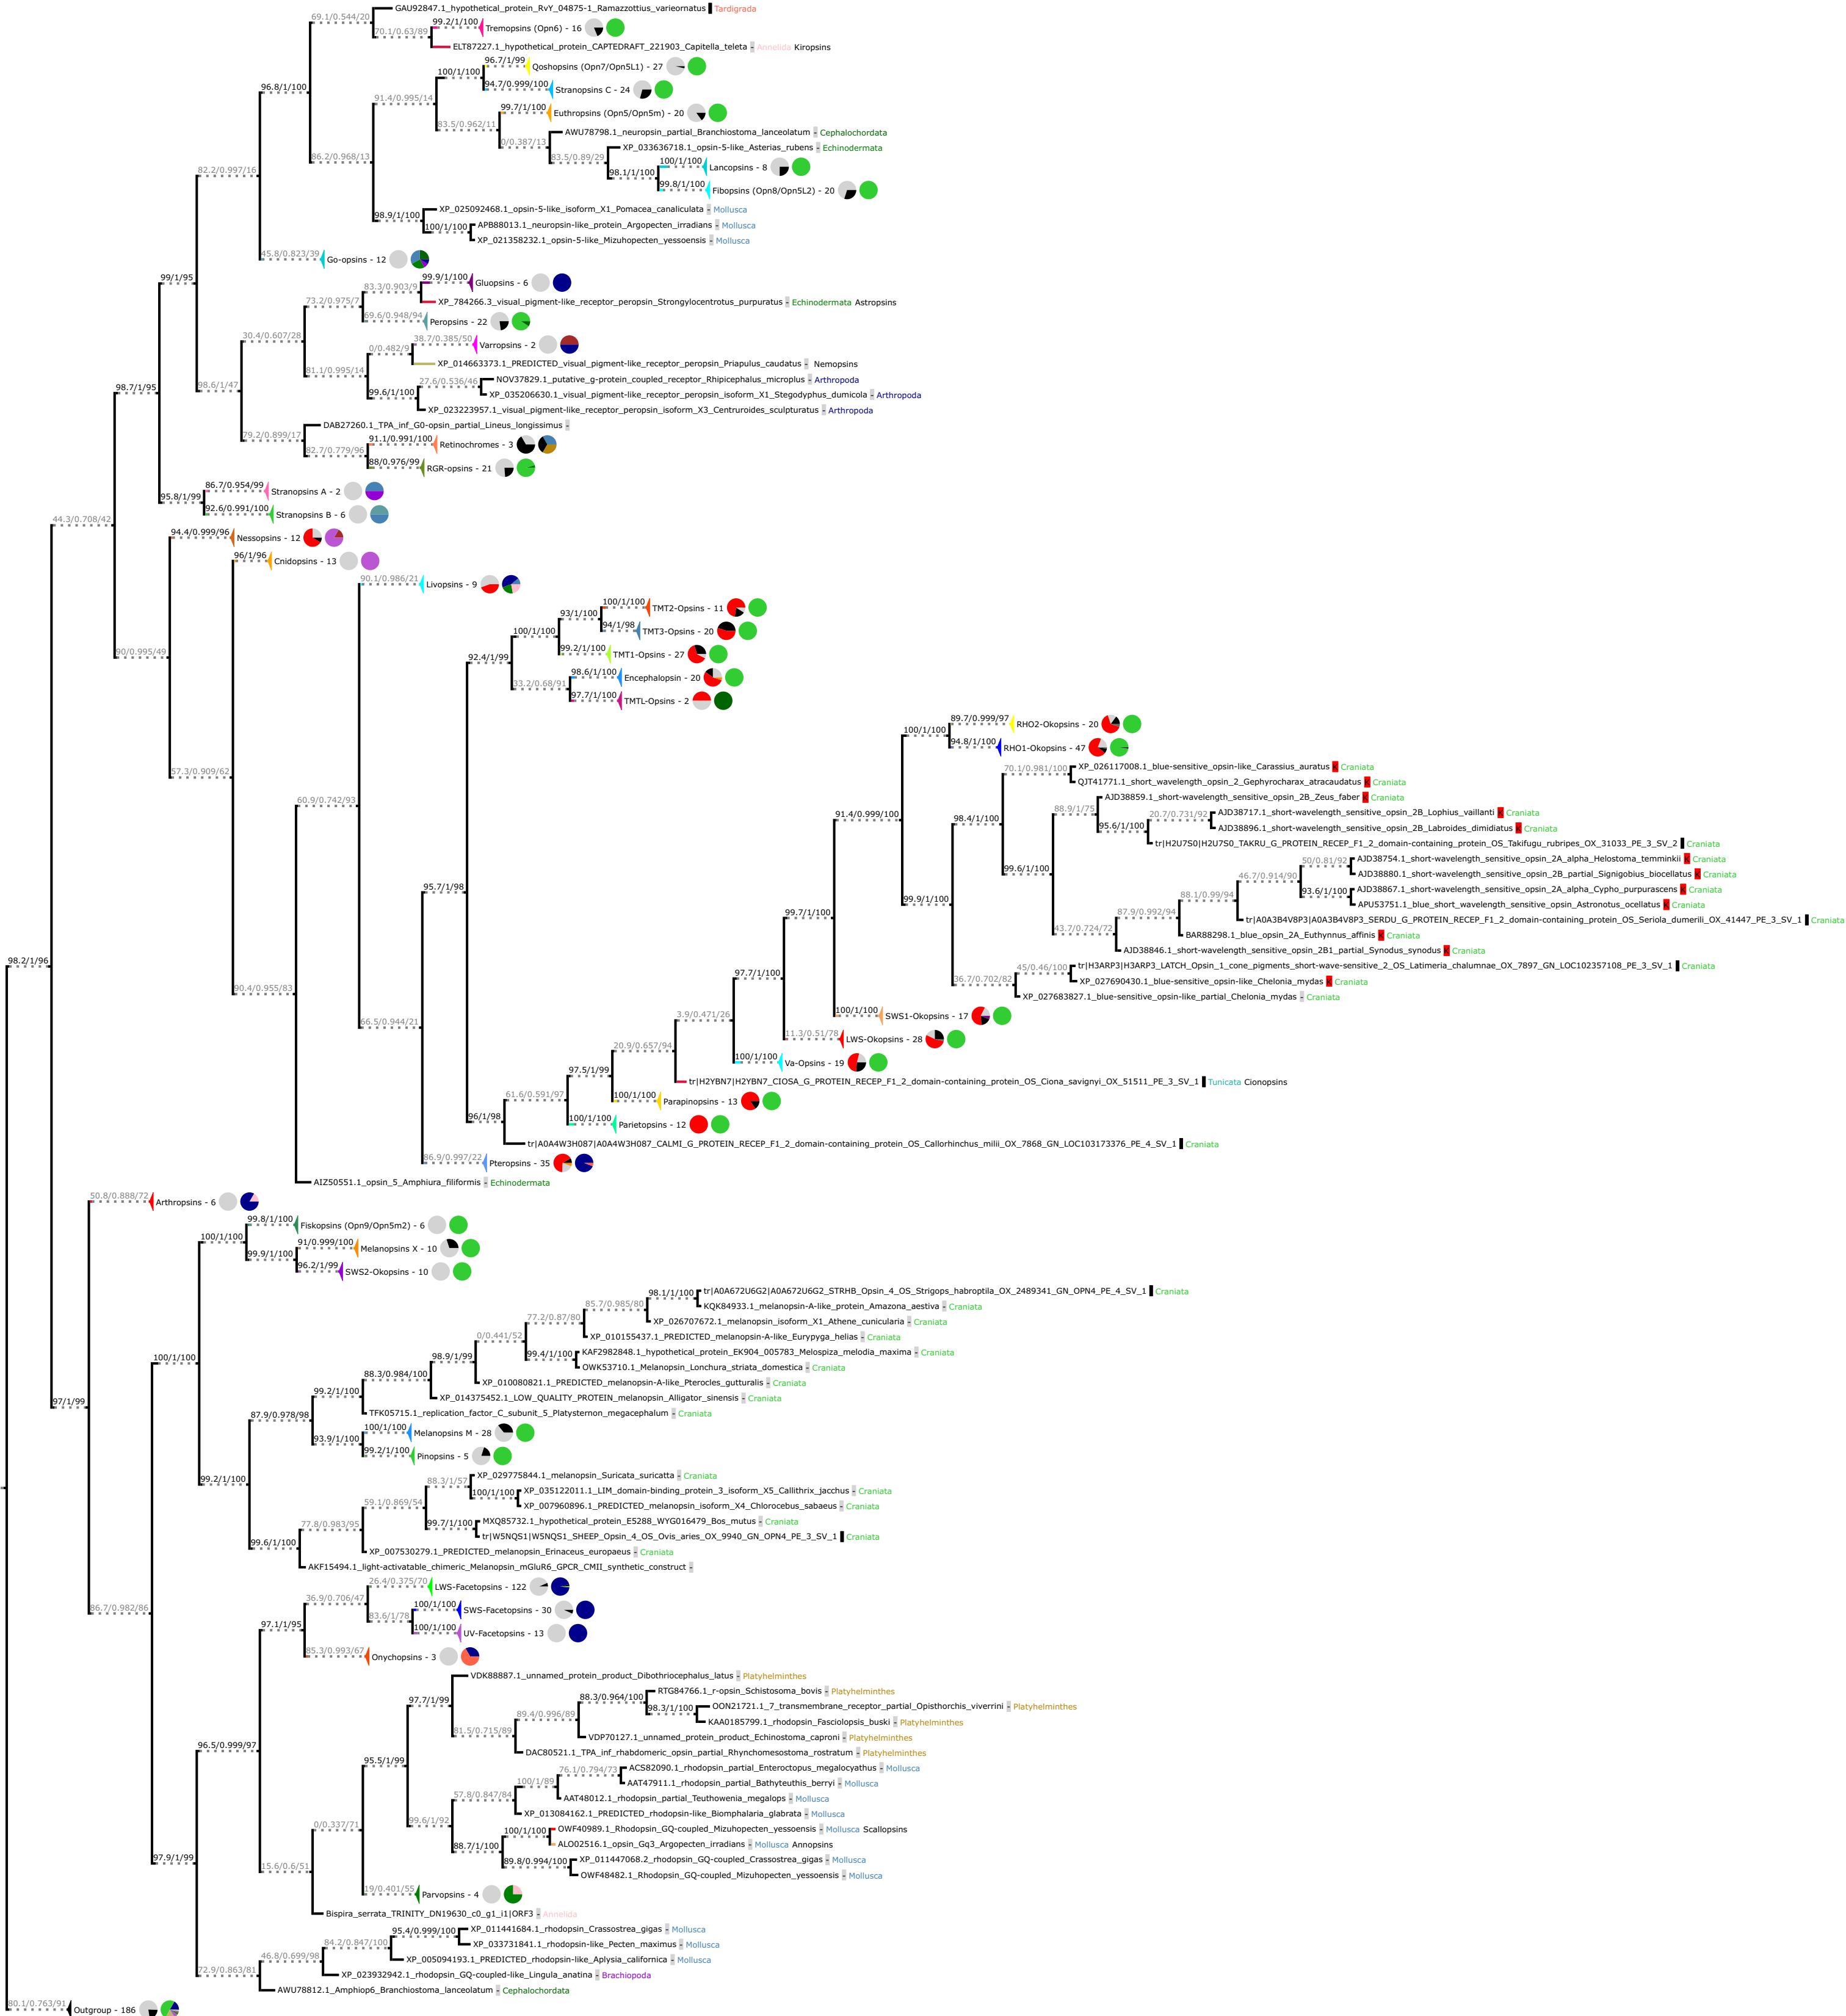 GAU92847.1_hypothetical_protein_RvY_04875-1_Ramazzottius_varieornatus Tardigrada
69.1/0.544/20
99.2/1/100
Tremopsins (Opn6) - 16
70.1/0.63/89
ELT87227.1_hypothetical_protein_CAPTEDRAFT_221903_Capitella_teleta - Annelida Kiropsins
96.7/1/99
Qoshopsins (Opn7/Opn5L1) - 27
100/1/100
94.7/0.999/100
Stranopsins C - 24
96.8/1/100
91.4/0.995/14
99.7/1/100
Euthropsins (Opn5/Opn5m) - 20
83.5/0.962/11
AWU78798.1_neuropsin_partial_Branchiostoma_lanceolatum - Cephalochordata
0/0.387/13
XP_033636718.1_opsin-5-like_Asterias_rubens - Echinodermata
86.2/0.968/13
83.5/0.89/29
100/1/100
Lancopsins - 8
98.1/1/100
99.8/1/100
Fibopsins (Opn8/Opn5L2) - 20
82.2/0.997/16
XP_025092468.1_opsin-5-like_isoform_X1_Pomacea_canaliculata - Mollusca
98.9/1/100
APB88013.1_neuropsin-like_protein_Argopecten_irradians - Mollusca
100/1/100
XP_021358232.1_opsin-5-like_Mizuhopecten_yessoensis - Mollusca
45.8/0.823/39
Go-opsins - 12
99/1/95
99.9/1/100
Gluopsins - 6
83.3/0.903/9
XP_784266.3_visual_pigment-like_receptor_peropsin_Strongylocentrotus_purpuratus - Echinodermata Astropsins
73.2/0.975/7
69.6/0.948/94
Peropsins - 22
30.4/0.607/28
38.7/0.385/50
Varropsins - 2
0/0.482/9
XP_014663373.1_PREDICTED_visual_pigment-like_receptor_peropsin_Priapulus_caudatus - Nemopsins
81.1/0.995/14
NOV37829.1_putative_g-protein_coupled_receptor_Rhipicephalus_microplus - Arthropoda
27.6/0.536/46
98.7/1/95
98.6/1/47
99.6/1/100
XP_035206630.1_visual_pigment-like_receptor_peropsin_isoform_X1_Stegodyphus_dumicola - Arthropoda
XP_023223957.1_visual_pigment-like_receptor_peropsin_isoform_X3_Centruroides_sculpturatus - Arthropoda
DAB27260.1_TPA_inf_G0-opsin_partial_Lineus_longissimus -
79.2/0.899/17
91.1/0.991/100
Retinochromes - 3
82.7/0.779/96
88/0.976/99
RGR-opsins - 21
86.7/0.954/99
Stranopsins A - 2
95.8/1/99
92.6/0.991/100
Stranopsins B - 6
44.3/0.708/42
94.4/0.999/96
Nessopsins - 12
96/1/96
Cnidopsins - 13
90.1/0.986/21
Livopsins - 9
100/1/100
TMT2-Opsins - 11
93/1/100
94/1/98
TMT3-Opsins - 20
100/1/100
99.2/1/100
TMT1-Opsins - 27
90/0.995/49
92.4/1/99
98.6/1/100
Encephalopsin - 20
33.2/0.68/91
97.7/1/100
TMTL-Opsins - 2
89.7/0.999/97
RHO2-Okopsins - 20
100/1/100
94.8/1/100
RHO1-Okopsins - 47
57.3/0.909/62
XP_026117008.1_blue-sensitive_opsin-like_Carassius_auratus K Craniata
70.1/0.981/100
QJT41771.1_short_wavelength_opsin_2_Gephyrocharax_atracaudatus K Craniata
60.9/0.742/93
AJD38859.1_short-wavelength_sensitive_opsin_2B_Zeus_faber K Craniata
88.9/1/75
91.4/0.999/100
98.4/1/100
AJD38717.1_short-wavelength_sensitive_opsin_2B_Lophius_vaillanti K Craniata
20.7/0.731/92
95.6/1/100
AJD38896.1_short-wavelength_sensitive_opsin_2B_Labroides_dimidiatus K Craniata
tr|H2U7S0|H2U7S0_TAKRU_G_PROTEIN_RECEP_F1_2_domain-containing_protein_OS_Takifugu_rubripes_OX_31033_PE_3_SV_2 Craniata
AJD38754.1_short-wavelength_sensitive_opsin_2A_alpha_Helostoma_temminkii K Craniata
50/0.81/92
99.6/1/100
AJD38880.1_short-wavelength_sensitive_opsin_2B_partial_Signigobius_biocellatus K Craniata
46.7/0.914/90
95.7/1/98
AJD38867.1_short-wavelength_sensitive_opsin_2A_alpha_Cypho_purpurascens K Craniata
93.6/1/100
88.1/0.99/94
99.9/1/100
APU53751.1_blue_short_wavelength_sensitive_opsin_Astronotus_ocellatus K Craniata
99.7/1/100
tr|A0A3B4V8P3|A0A3B4V8P3_SERDU_G_PROTEIN_RECEP_F1_2_domain-containing_protein_OS_Seriola_dumerili_OX_41447_PE_3_SV_1 Craniata
87.9/0.992/94
43.7/0.724/72
BAR88298.1_blue_opsin_2A_Euthynnus_affinis K Craniata
AJD38846.1_short-wavelength_sensitive_opsin_2B1_partial_Synodus_synodus K Craniata
98.2/1/96
45/0.46/100
tr|H3ARP3|H3ARP3_LATCH_Opsin_1_cone_pigments_short-wave-sensitive_2_OS_Latimeria_chalumnae_OX_7897_GN_LOC102357108_PE_3_SV_1 Craniata
97.7/1/100
36.7/0.702/82
XP_027690430.1_blue-sensitive_opsin-like_Chelonia_mydas K Craniata
90.4/0.955/83
XP_027683827.1_blue-sensitive_opsin-like_partial_Chelonia_mydas - Craniata
100/1/100
SWS1-Okopsins - 17
3.9/0.471/26
66.5/0.944/21
11.3/0.51/78
LWS-Okopsins - 28
20.9/0.657/94
100/1/100
Va-Opsins - 19
97.5/1/99
tr|H2YBN7|H2YBN7_CIOSA_G_PROTEIN_RECEP_F1_2_domain-containing_protein_OS_Ciona_savignyi_OX_51511_PE_3_SV_1 Tunicata Cionopsins
61.6/0.591/97
100/1/100
Parapinopsins - 13
96/1/98
100/1/100
Parietopsins - 12
tr|A0A4W3H087|A0A4W3H087_CALMI_G_PROTEIN_RECEP_F1_2_domain-containing_protein_OS_Callorhinchus_milii_OX_7868_GN_LOC103173376_PE_4_SV_1 Craniata
86.9/0.997/22
Pteropsins - 35
AIZ50551.1_opsin_5_Amphiura_filiformis - Echinodermata
50.8/0.888/72
Arthropsins - 6
99.8/1/100
Fiskopsins (Opn9/Opn5m2) - 6
100/1/100
91/0.999/100
Melanopsins X - 10
99.9/1/100
96.2/1/99
SWS2-Okopsins - 10
98.1/1/100
tr|A0A672U6G2|A0A672U6G2_STRHB_Opsin_4_OS_Strigops_habroptila_OX_2489341_GN_OPN4_PE_4_SV_1 Craniata
85.7/0.985/80
KQK84933.1_melanopsin-A-like_protein_Amazona_aestiva - Craniata
77.2/0.87/80
XP_026707672.1_melanopsin_isoform_X1_Athene_cunicularia - Craniata
0/0.441/52
XP_010155437.1_PREDICTED_melanopsin-A-like_Eurypyga_helias - Craniata
98.9/1/99
99.4/1/100
KAF2982848.1_hypothetical_protein_EK904_005783_Melospiza_melodia_maxima - Craniata
100/1/100
88.3/0.984/100
OWK53710.1_Melanopsin_Lonchura_striata_domestica - Craniata
XP_010080821.1_PREDICTED_melanopsin-A-like_Pterocles_gutturalis - Craniata
99.2/1/100
XP_014375452.1_LOW_QUALITY_PROTEIN_melanopsin_Alligator_sinensis - Craniata
97/1/99
87.9/0.978/98
TFK05715.1_replication_factor_C_subunit_5_Platysternon_megacephalum - Craniata
100/1/100
Melanopsins M - 28
93.9/1/100
99.2/1/100
Pinopsins - 5
99.2/1/100
XP_029775844.1_melanopsin_Suricata_suricatta - Craniata
88.3/1/57
100/1/100
XP_035122011.1_LIM_domain-binding_protein_3_isoform_X5_Callithrix_jacchus - Craniata
59.1/0.869/54
XP_007960896.1_PREDICTED_melanopsin_isoform_X4_Chlorocebus_sabaeus - Craniata
77.8/0.983/95
99.7/1/100
MXQ85732.1_hypothetical_protein_E5288_WYG016479_Bos_mutus - Craniata
tr|W5NQS1|W5NQS1_SHEEP_Opsin_4_OS_Ovis_aries_OX_9940_GN_OPN4_PE_3_SV_1 Craniata
99.6/1/100
XP_007530279.1_PREDICTED_melanopsin_Erinaceus_europaeus - Craniata
AKF15494.1_light-activatable_chimeric_Melanopsin_mGluR6_GPCR_CMII_synthetic_construct -
26.4/0.375/70
LWS-Facetopsins - 122
36.9/0.706/47
100/1/100
SWS-Facetopsins - 30
86.7/0.982/86
83.6/1/78
97.1/1/95
100/1/100
UV-Facetopsins - 13
85.3/0.993/67
Onychopsins - 3
VDK88887.1_unnamed_protein_product_Dibothriocephalus_latus - Platyhelminthes
97.7/1/99
RTG84766.1_r-opsin_Schistosoma_bovis - Platyhelminthes
88.3/0.964/100
OON21721.1_7_transmembrane_receptor_partial_Opisthorchis_viverrini - Platyhelminthes
98.3/1/100
89.4/0.996/89
KAA0185799.1_rhodopsin_Fasciolopsis_buski - Platyhelminthes
81.5/0.715/89
VDP70127.1_unnamed_protein_product_Echinostoma_caproni - Platyhelminthes
96.5/0.999/97
DAC80521.1_TPA_inf_rhabdomeric_opsin_partial_Rhynchomesostoma_rostratum - Platyhelminthes
95.5/1/99
ACS82090.1_rhodopsin_partial_Enteroctopus_megalocyathus - Mollusca
76.1/0.794/73
100/1/89
AAT47911.1_rhodopsin_partial_Bathyteuthis_berryi - Mollusca
57.8/0.847/84
AAT48012.1_rhodopsin_partial_Teuthowenia_megalops - Mollusca
XP_013084162.1_PREDICTED_rhodopsin-like_Biomphalaria_glabrata - Mollusca
99.6/1/92
0/0.337/71
OWF40989.1_Rhodopsin_GQ-coupled_Mizuhopecten_yessoensis - Mollusca Scallopsins
100/1/100
88.7/1/100
ALO02516.1_opsin_Gq3_Argopecten_irradians - Mollusca Annopsins
97.9/1/99
89.8/0.994/100
XP_011447068.2_rhodopsin_GQ-coupled_Crassostrea_gigas - Mollusca
15.6/0.6/51
OWF48482.1_Rhodopsin_GQ-coupled_Mizuhopecten_yessoensis - Mollusca
19/0.401/55
Parvopsins - 4
Bispira_serrata_TRINITY_DN19630_c0_g1_i1|ORF3 - Annelida
95.4/0.999/100
XP_011441684.1_rhodopsin_Crassostrea_gigas - Mollusca
84.2/0.847/100
XP_033731841.1_rhodopsin-like_Pecten_maximus - Mollusca
46.8/0.699/98
XP_005094193.1_PREDICTED_rhodopsin-like_Aplysia_californica - Mollusca
72.9/0.863/81
XP_023932942.1_rhodopsin_GQ-coupled-like_Lingula_anatina - Brachiopoda
AWU78812.1_Amphiop6_Branchiostoma_lanceolatum - Cephalochordata
80.1/0.763/91
Outgroup - 186